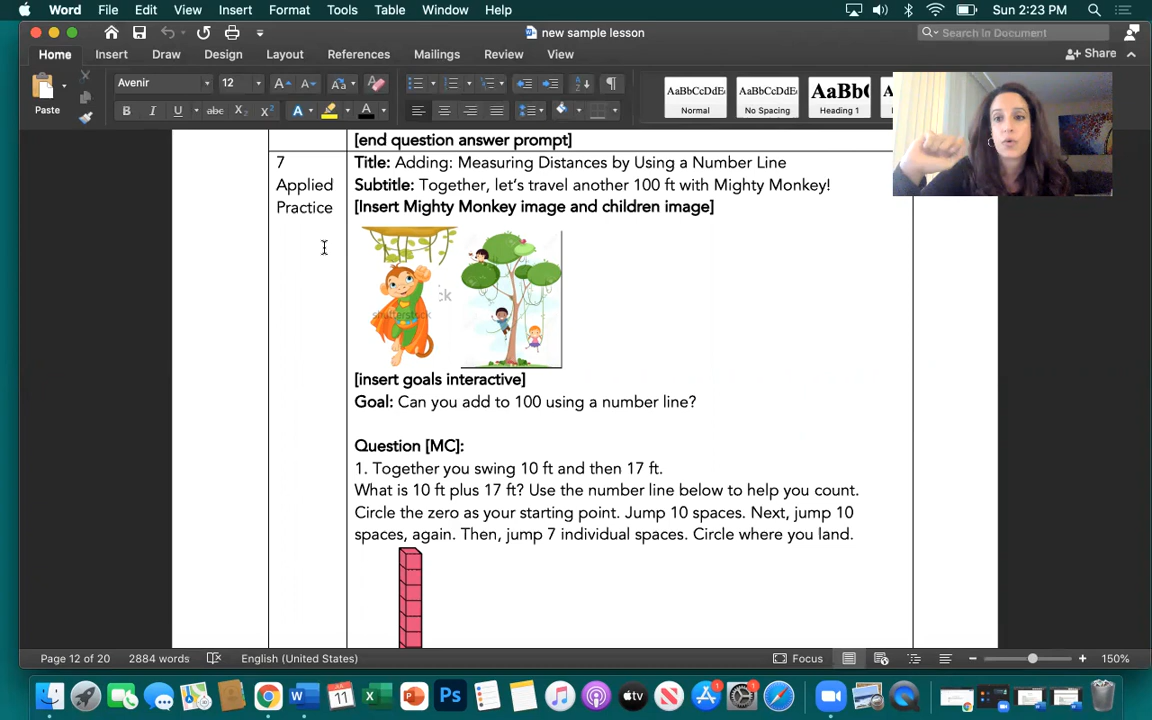 Word File Edit View Insert Format Tools Table Window Help Sun 2:23 PM
new sample lesson
Search in Document
Home Insert Draw Design Layout References Mailings Review View Share
Paste
Avenir 12
AaBbCcDdE AaBbCcDdE AaBbC
Normal No Spacing Heading 1
[end question answer prompt]
7 Title: Adding: Measuring Distances by Using a Number Line
Applied Subtitle: Together, let's travel another 100 ft with Mighty Monkey!
Practice [Insert Mighty Monkey image and children image]
[insert goals interactive]
Goal: Can you add to 100 using a number line?
Question [MC]:
1. Together you swing 10 ft and then 17 ft.
What is 10 ft plus 17 ft? Use the number line below to help you count.
Circle the zero as your starting point. Jump 10 spaces. Next, jump 10
spaces, again. Then, jump 7 individual spaces. Circle where you land.
Page 12 of 20 2884 words English (United States) Focus 150%